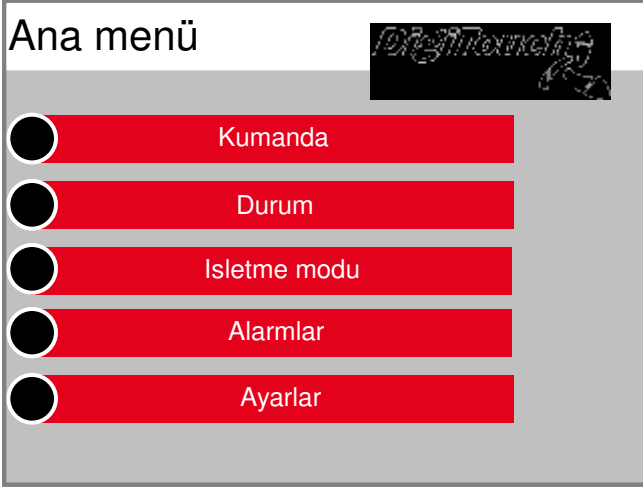 Ana menü
DigiTouch
Kumanda
Durum
Isletme modu
Alarmlar
Ayarlar